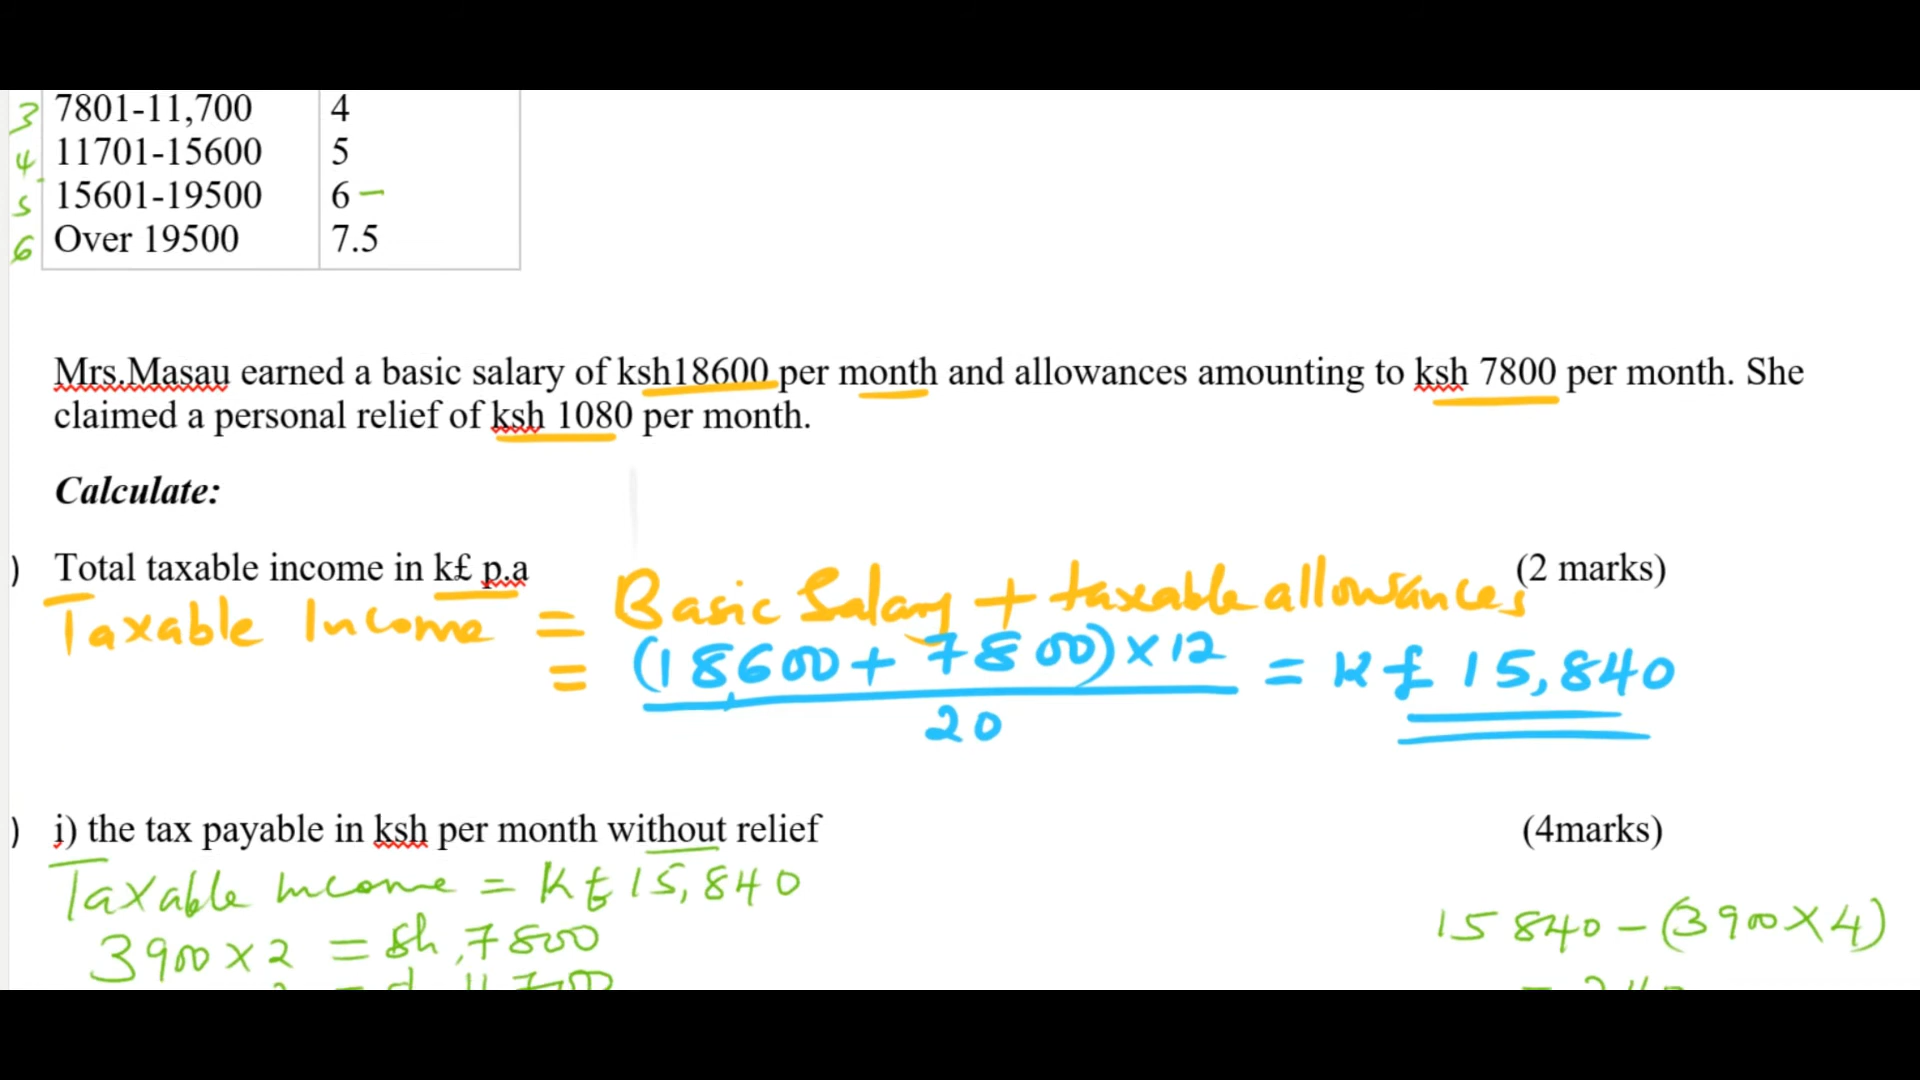 3 7801-11,700 4
4 11701-15600 5
5 15601-19500 6 –
6 Over 19500 7.5
Mrs.Masau earned a basic salary of ksh18600 per month and allowances amounting to ksh 7800 per month. She
claimed a personal relief of ksh 1080 per month.
Calculate:
) Total taxable income in k£ p.a (2 marks)
Taxable Income = Basic Salary + taxable allowances
= (18,600 + 7800) × 12 = K£ 15,840
20
) i) the tax payable in ksh per month without relief (4marks)
Taxable Income = K£ 15,840
15 840 – (3900 × 4)
3900 × 2 = sh, 7800